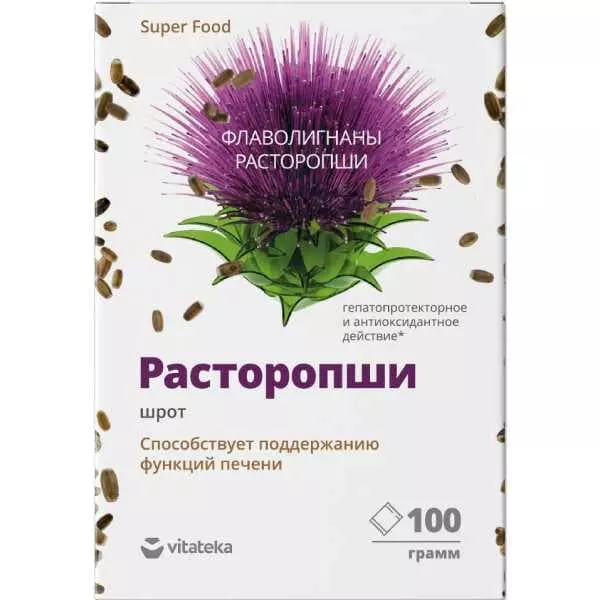 Super Food
ФЛАВОЛИГНАНЫ
РАСТОРОПШИ
гепатопротекторное
и антиоксидантное
действие*
Расторопши
шрот
Способствует поддержанию
функций печени
vitateka
100
грамм